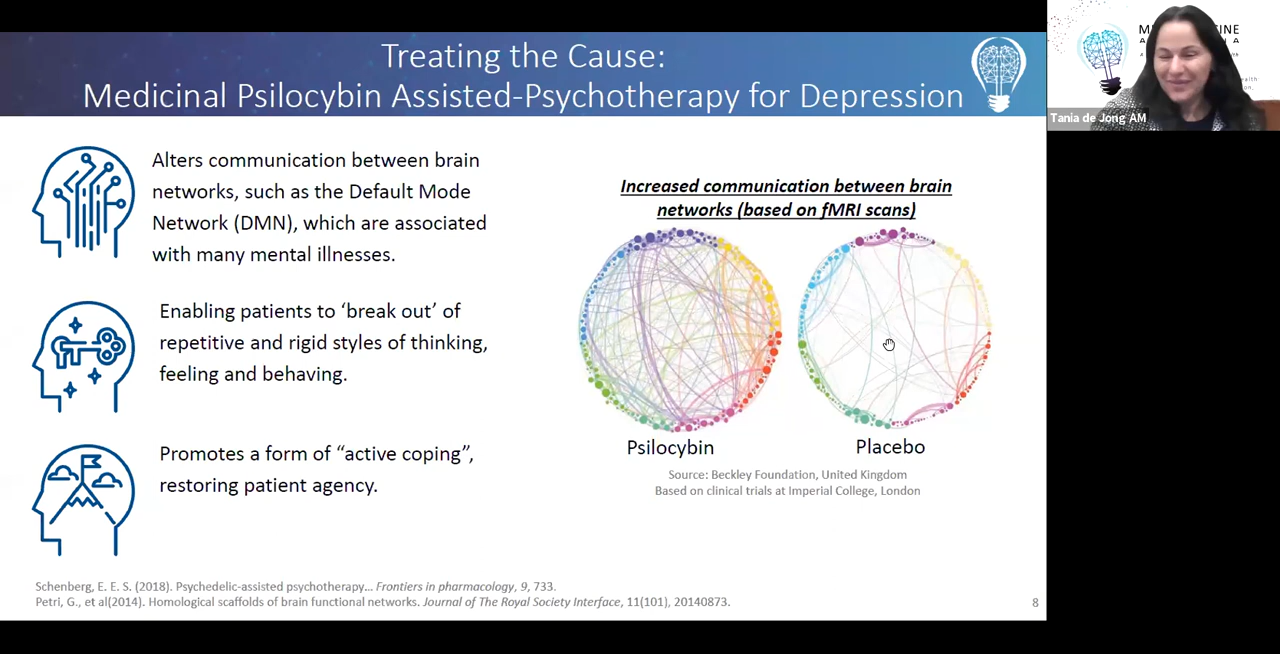 Treating the Cause:
Medicinal Psilocybin Assisted-Psychotherapy for Depression
Tania de Jong AM
Alters communication between brain
networks, such as the Default Mode
Network (DMN), which are associated
with many mental illnesses.
Enabling patients to ‘break out’ of
repetitive and rigid styles of thinking,
feeling and behaving.
Promotes a form of “active coping”,
restoring patient agency.
Increased communication between brain
networks (based on fMRI scans)
Psilocybin
Placebo
Source: Beckley Foundation, United Kingdom
Based on clinical trials at Imperial College, London
Schenberg, E. E. S. (2018). Psychedelic-assisted psychotherapy… Frontiers in pharmacology, 9, 733.
Petri, G., et al(2014). Homological scaffolds of brain functional networks. Journal of The Royal Society Interface, 11(101), 20140873.
8